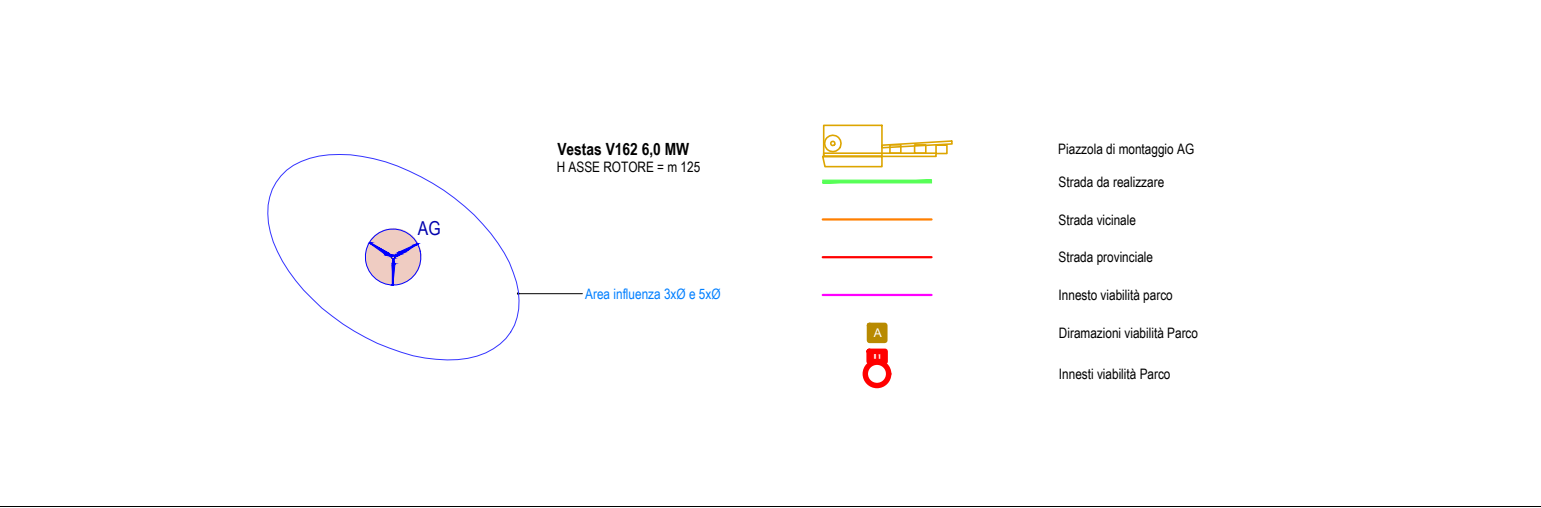 Vestas V162 6,0 MW
H ASSE ROTORE = m 125
AG
Area influenza 3xØ e 5xØ
Piazzola di montaggio AG
Strada da realizzare
Strada vicinale
Strada provinciale
Innesto viabilità parco
A
Diramazioni viabilità Parco
Innesti viabilità Parco